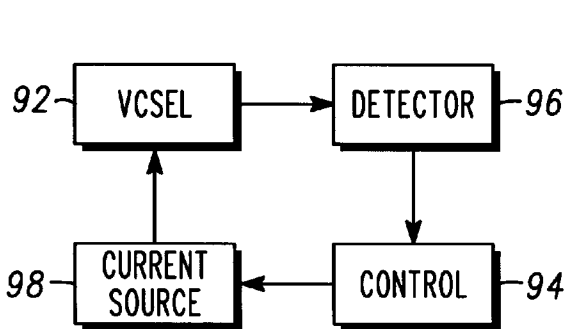 92 VCSEL DETECTOR 96
98 CURRENT SOURCE CONTROL 94